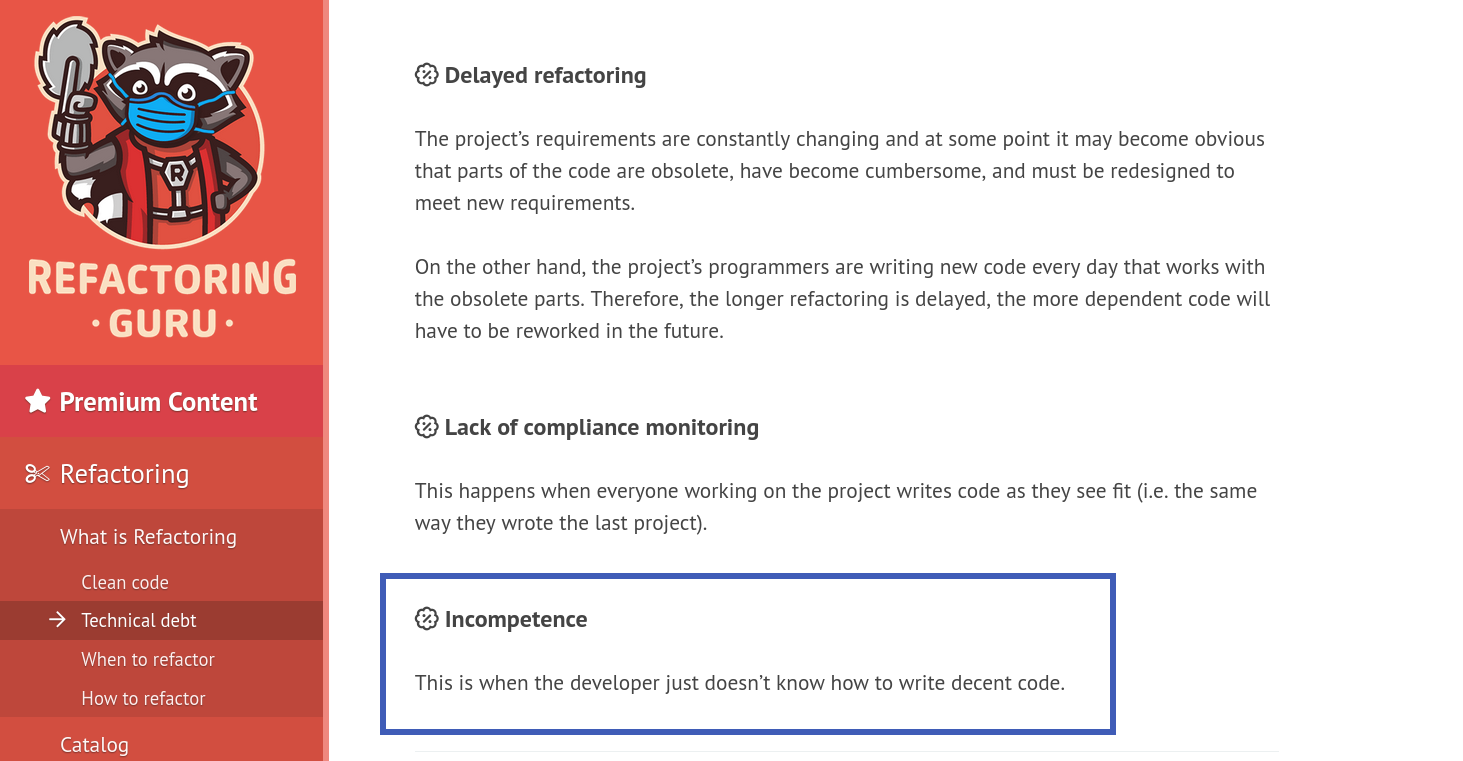 R
REFACTORING
· GURU ·
Premium Content
Refactoring
What is Refactoring
Clean code
Technical debt
When to refactor
How to refactor
Catalog
Delayed refactoring
The project’s requirements are constantly changing and at some point it may become obvious
that parts of the code are obsolete, have become cumbersome, and must be redesigned to
meet new requirements.
On the other hand, the project’s programmers are writing new code every day that works with
the obsolete parts. Therefore, the longer refactoring is delayed, the more dependent code will
have to be reworked in the future.
Lack of compliance monitoring
This happens when everyone working on the project writes code as they see fit (i.e. the same
way they wrote the last project).
Incompetence
This is when the developer just doesn’t know how to write decent code.